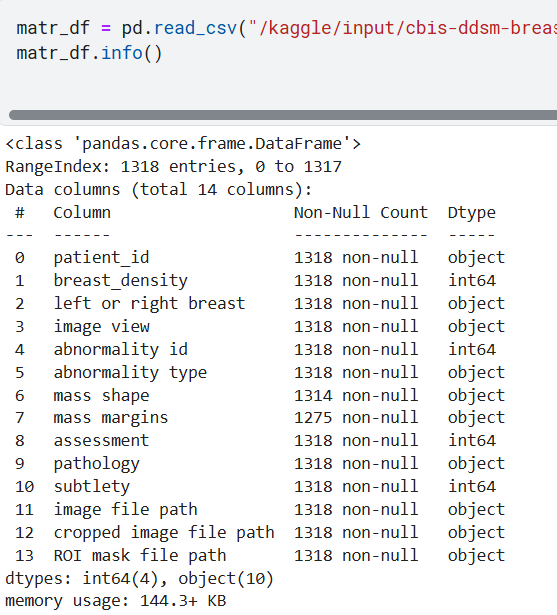 matr_df = pd.read_csv("/kaggle/input/cbis-ddsm-breas
matr_df.info()
<class 'pandas.core.frame.DataFrame'>
RangeIndex: 1318 entries, 0 to 1317
Data columns (total 14 columns):
 #   Column                   Non-Null Count  Dtype
---  ------                   --------------  -----
 0   patient_id               1318 non-null   object
 1   breast_density           1318 non-null   int64
 2   left or right breast     1318 non-null   object
 3   image view               1318 non-null   object
 4   abnormality id           1318 non-null   int64
 5   abnormality type         1318 non-null   object
 6   mass shape               1314 non-null   object
 7   mass margins             1275 non-null   object
 8   assessment               1318 non-null   int64
 9   pathology                1318 non-null   object
 10  subtlety                 1318 non-null   int64
 11  image file path          1318 non-null   object
 12  cropped image file path  1318 non-null   object
 13  ROI mask file path       1318 non-null   object
dtypes: int64(4), object(10)
memory usage: 144.3+ KB